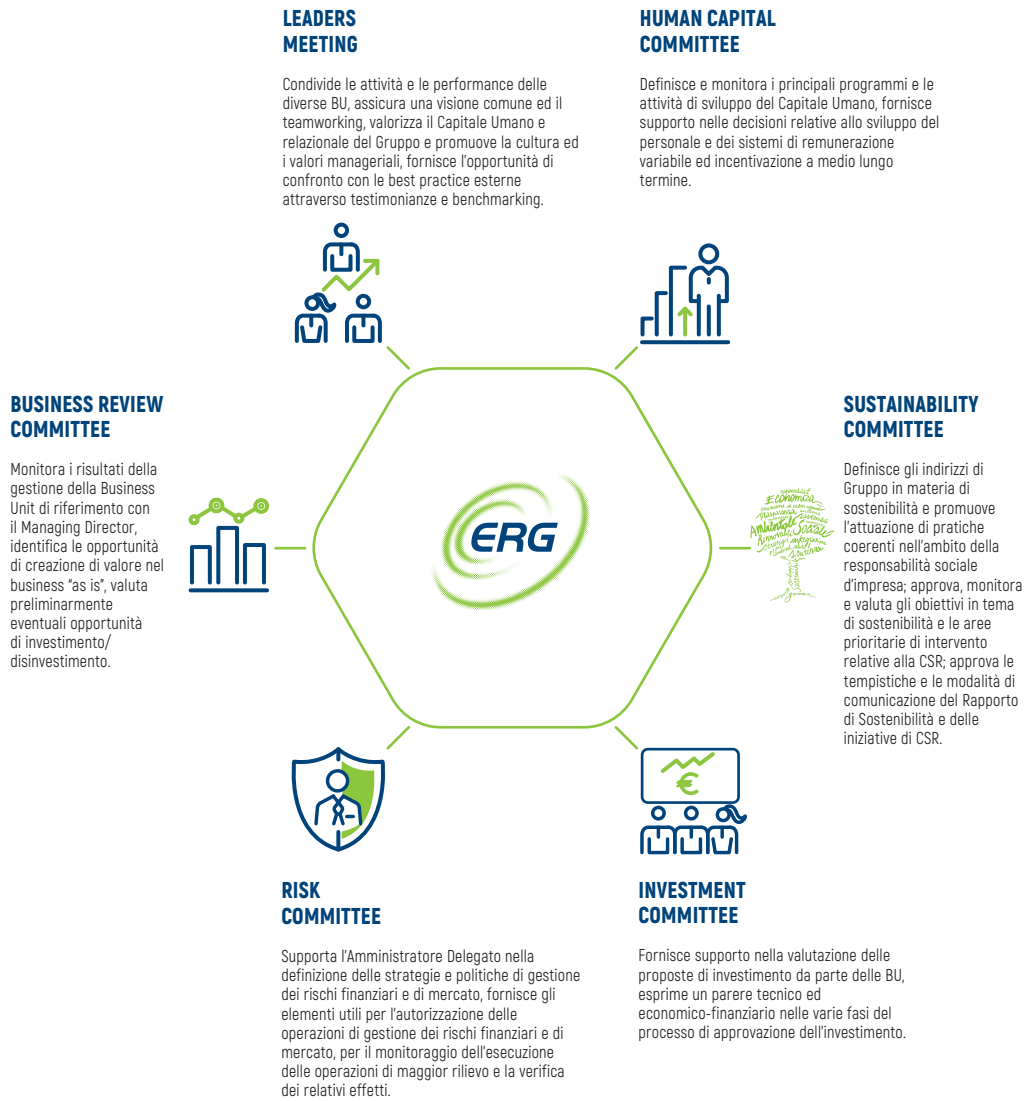 LEADERS
MEETING
Condivide le attività e le performance delle
diverse BU, assicura una visione comune ed il
teamworking, valorizza il Capitale Umano e
relazionale del Gruppo e promuove la cultura ed
i valori manageriali, fornisce l'opportunità di
confronto con le best practice esterne
attraverso testimonianze e benchmarking.
HUMAN CAPITAL
COMMITTEE
Definisce e monitora i principali programmi e le
attività di sviluppo del Capitale Umano, fornisce
supporto nelle decisioni relative allo sviluppo del
personale e dei sistemi di remunerazione
variabile ed incentivazione a medio lungo
termine.
BUSINESS REVIEW
COMMITTEE
Monitora i risultati della
gestione della Business
Unit di riferimento con
il Managing Director,
identifica le opportunità
di creazione di valore nel
business "as is", valuta
preliminarmente
eventuali opportunità
di investimento/
disinvestimento.
ERG
Economica
Ambientale Sociale
SUSTAINABILITY
COMMITTEE
Definisce gli indirizzi di
Gruppo in materia di
sostenibilità e promuove
l'attuazione di pratiche
coerenti nell'ambito della
responsabilità sociale
d'impresa; approva, monitora
e valuta gli obiettivi in tema
di sostenibilità e le aree
prioritarie di intervento
relative alla CSR; approva le
tempistiche e le modalità di
comunicazione del Rapporto
di Sostenibilità e delle
iniziative di CSR.
€
RISK
COMMITTEE
Supporta l'Amministratore Delegato nella
definizione delle strategie e politiche di gestione
dei rischi finanziari e di mercato, fornisce gli
elementi utili per l'autorizzazione delle
operazioni di gestione dei rischi finanziari e di
mercato, per il monitoraggio dell'esecuzione
delle operazioni di maggior rilievo e la verifica
dei relativi effetti.
INVESTMENT
COMMITTEE
Fornisce supporto nella valutazione delle
proposte di investimento da parte delle BU,
esprime un parere tecnico ed
economico-finanziario nelle varie fasi del
processo di approvazione dell'investimento.